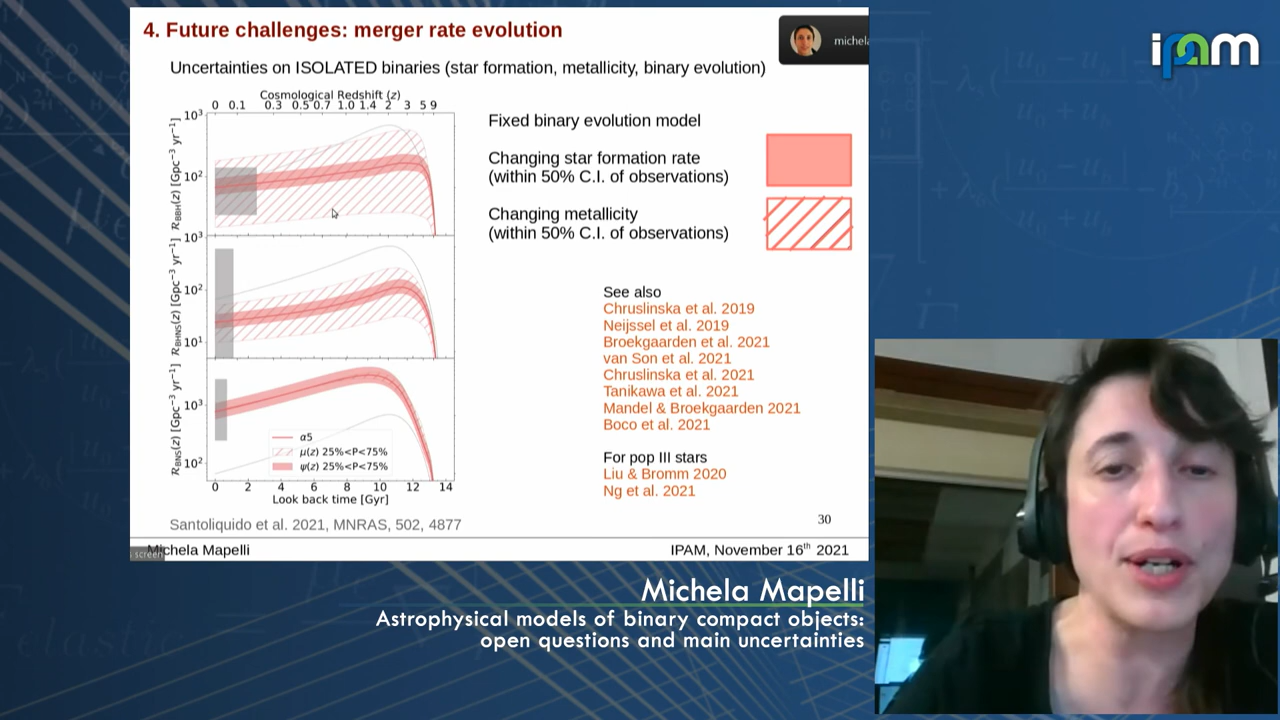 4. Future challenges: merger rate evolution
michela
ipam
Uncertainties on ISOLATED binaries (star formation, metallicity, binary evolution)
Cosmological Redshift (z)
0 0.1 0.3 0.5 0.7 1.0 1.4 2 3 5 9
10³
10²
R_BBH(z) [Gpc⁻³ yr⁻¹]
10³
10²
10¹
R_BHNS(z) [Gpc⁻³ yr⁻¹]
10³
10²
R_BNS(z) [Gpc⁻³ yr⁻¹]
α5
μ(z) 25%<P<75%
ψ(z) 25%<P<75%
0 2 4 6 8 10 12 14
Look back time [Gyr]
Fixed binary evolution model
Changing star formation rate
(within 50% C.I. of observations)
Changing metallicity
(within 50% C.I. of observations)
See also
Chruslinska et al. 2019
Neijssel et al. 2019
Broekgaarden et al. 2021
van Son et al. 2021
Chruslinska et al. 2021
Tanikawa et al. 2021
Mandel & Broekgaarden 2021
Boco et al. 2021
For pop III stars
Liu & Bromm 2020
Ng et al. 2021
Santoliquido et al. 2021, MNRAS, 502, 4877
30
screen
Michela Mapelli
IPAM, November 16th 2021
Michela Mapelli
Astrophysical models of binary compact objects:
open questions and main uncertainties